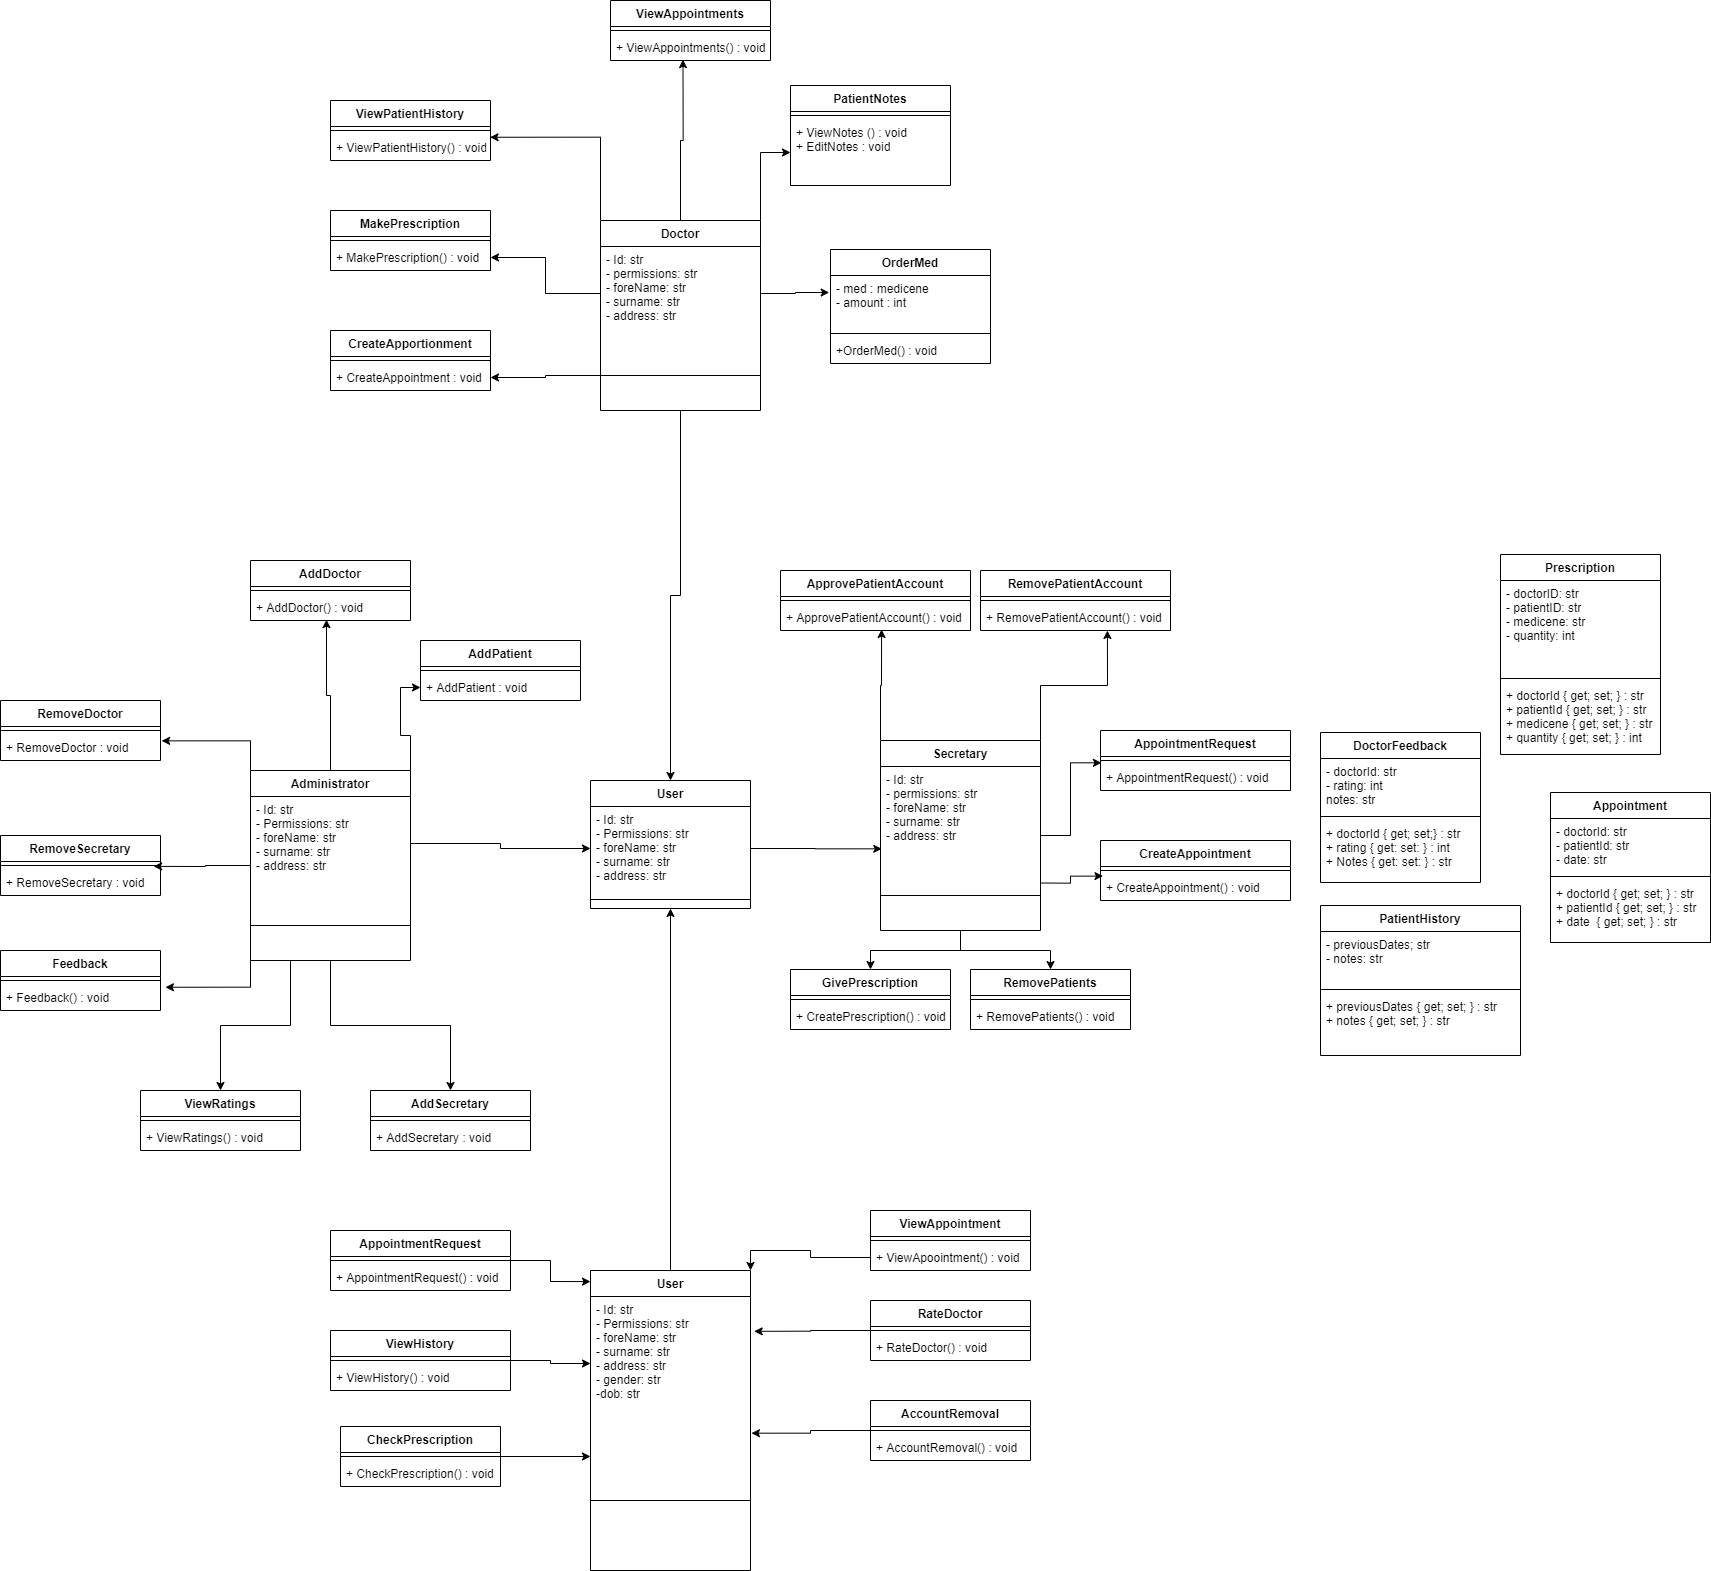 ViewAppointments
+ ViewAppointments() : void
PatientNotes
+ ViewNotes () : void
+ EditNotes : void
ViewPatientHistory
+ ViewPatientHistory() : void
MakePrescription
+ MakePrescription() : void
CreateApportionment
+ CreateAppointment : void
Doctor
- Id: str
- permissions: str
- foreName: str
- surname: str
- address: str
OrderMed
- med : medicene
- amount : int
+OrderMed() : void
AddDoctor
+ AddDoctor() : void
AddPatient
+ AddPatient : void
RemoveDoctor
+ RemoveDoctor : void
Administrator
- Id: str
- Permissions: str
- foreName: str
- surname: str
- address: str
RemoveSecretary
+ RemoveSecretary : void
Feedback
+ Feedback() : void
ViewRatings
+ ViewRatings() : void
AddSecretary
+ AddSecretary : void
User
- Id: str
- Permissions: str
- foreName: str
- surname: str
- address: str
ApprovePatientAccount
+ ApprovePatientAccount() : void
RemovePatientAccount
+ RemovePatientAccount() : void
Secretary
- Id: str
- permissions: str
- foreName: str
- surname: str
- address: str
AppointmentRequest
+ AppointmentRequest() : void
CreateAppointment
+ CreateAppointment() : void
GivePrescription
+ CreatePrescription() : void
RemovePatients
+ RemovePatients() : void
Prescription
- doctorID: str
- patientID: str
- medicene: str
- quantity: int
+ doctorId { get; set; } : str
+ patientId { get; set; } : str
+ medicene { get; set; } : str
+ quantity { get; set; } : int
DoctorFeedback
- doctorId: str
- rating: int
notes: str
+ doctorId { get; set;} : str
+ rating { get: set: } : int
+ Notes { get: set: } : str
Appointment
- doctorId: str
- patientId: str
- date: str
+ doctorId { get; set; } : str
+ patientId { get; set; } : str
+ date { get; set; } : str
PatientHistory
- previousDates; str
- notes: str
+ previousDates { get; set; } : str
+ notes { get; set; } : str
AppointmentRequest
+ AppointmentRequest() : void
ViewHistory
+ ViewHistory() : void
CheckPrescription
+ CheckPrescription() : void
User
- Id: str
- Permissions: str
- foreName: str
- surname: str
- address: str
- gender: str
-dob: str
ViewAppointment
+ ViewApointment() : void
RateDoctor
+ RateDoctor() : void
AccountRemoval
+ AccountRemoval() : void